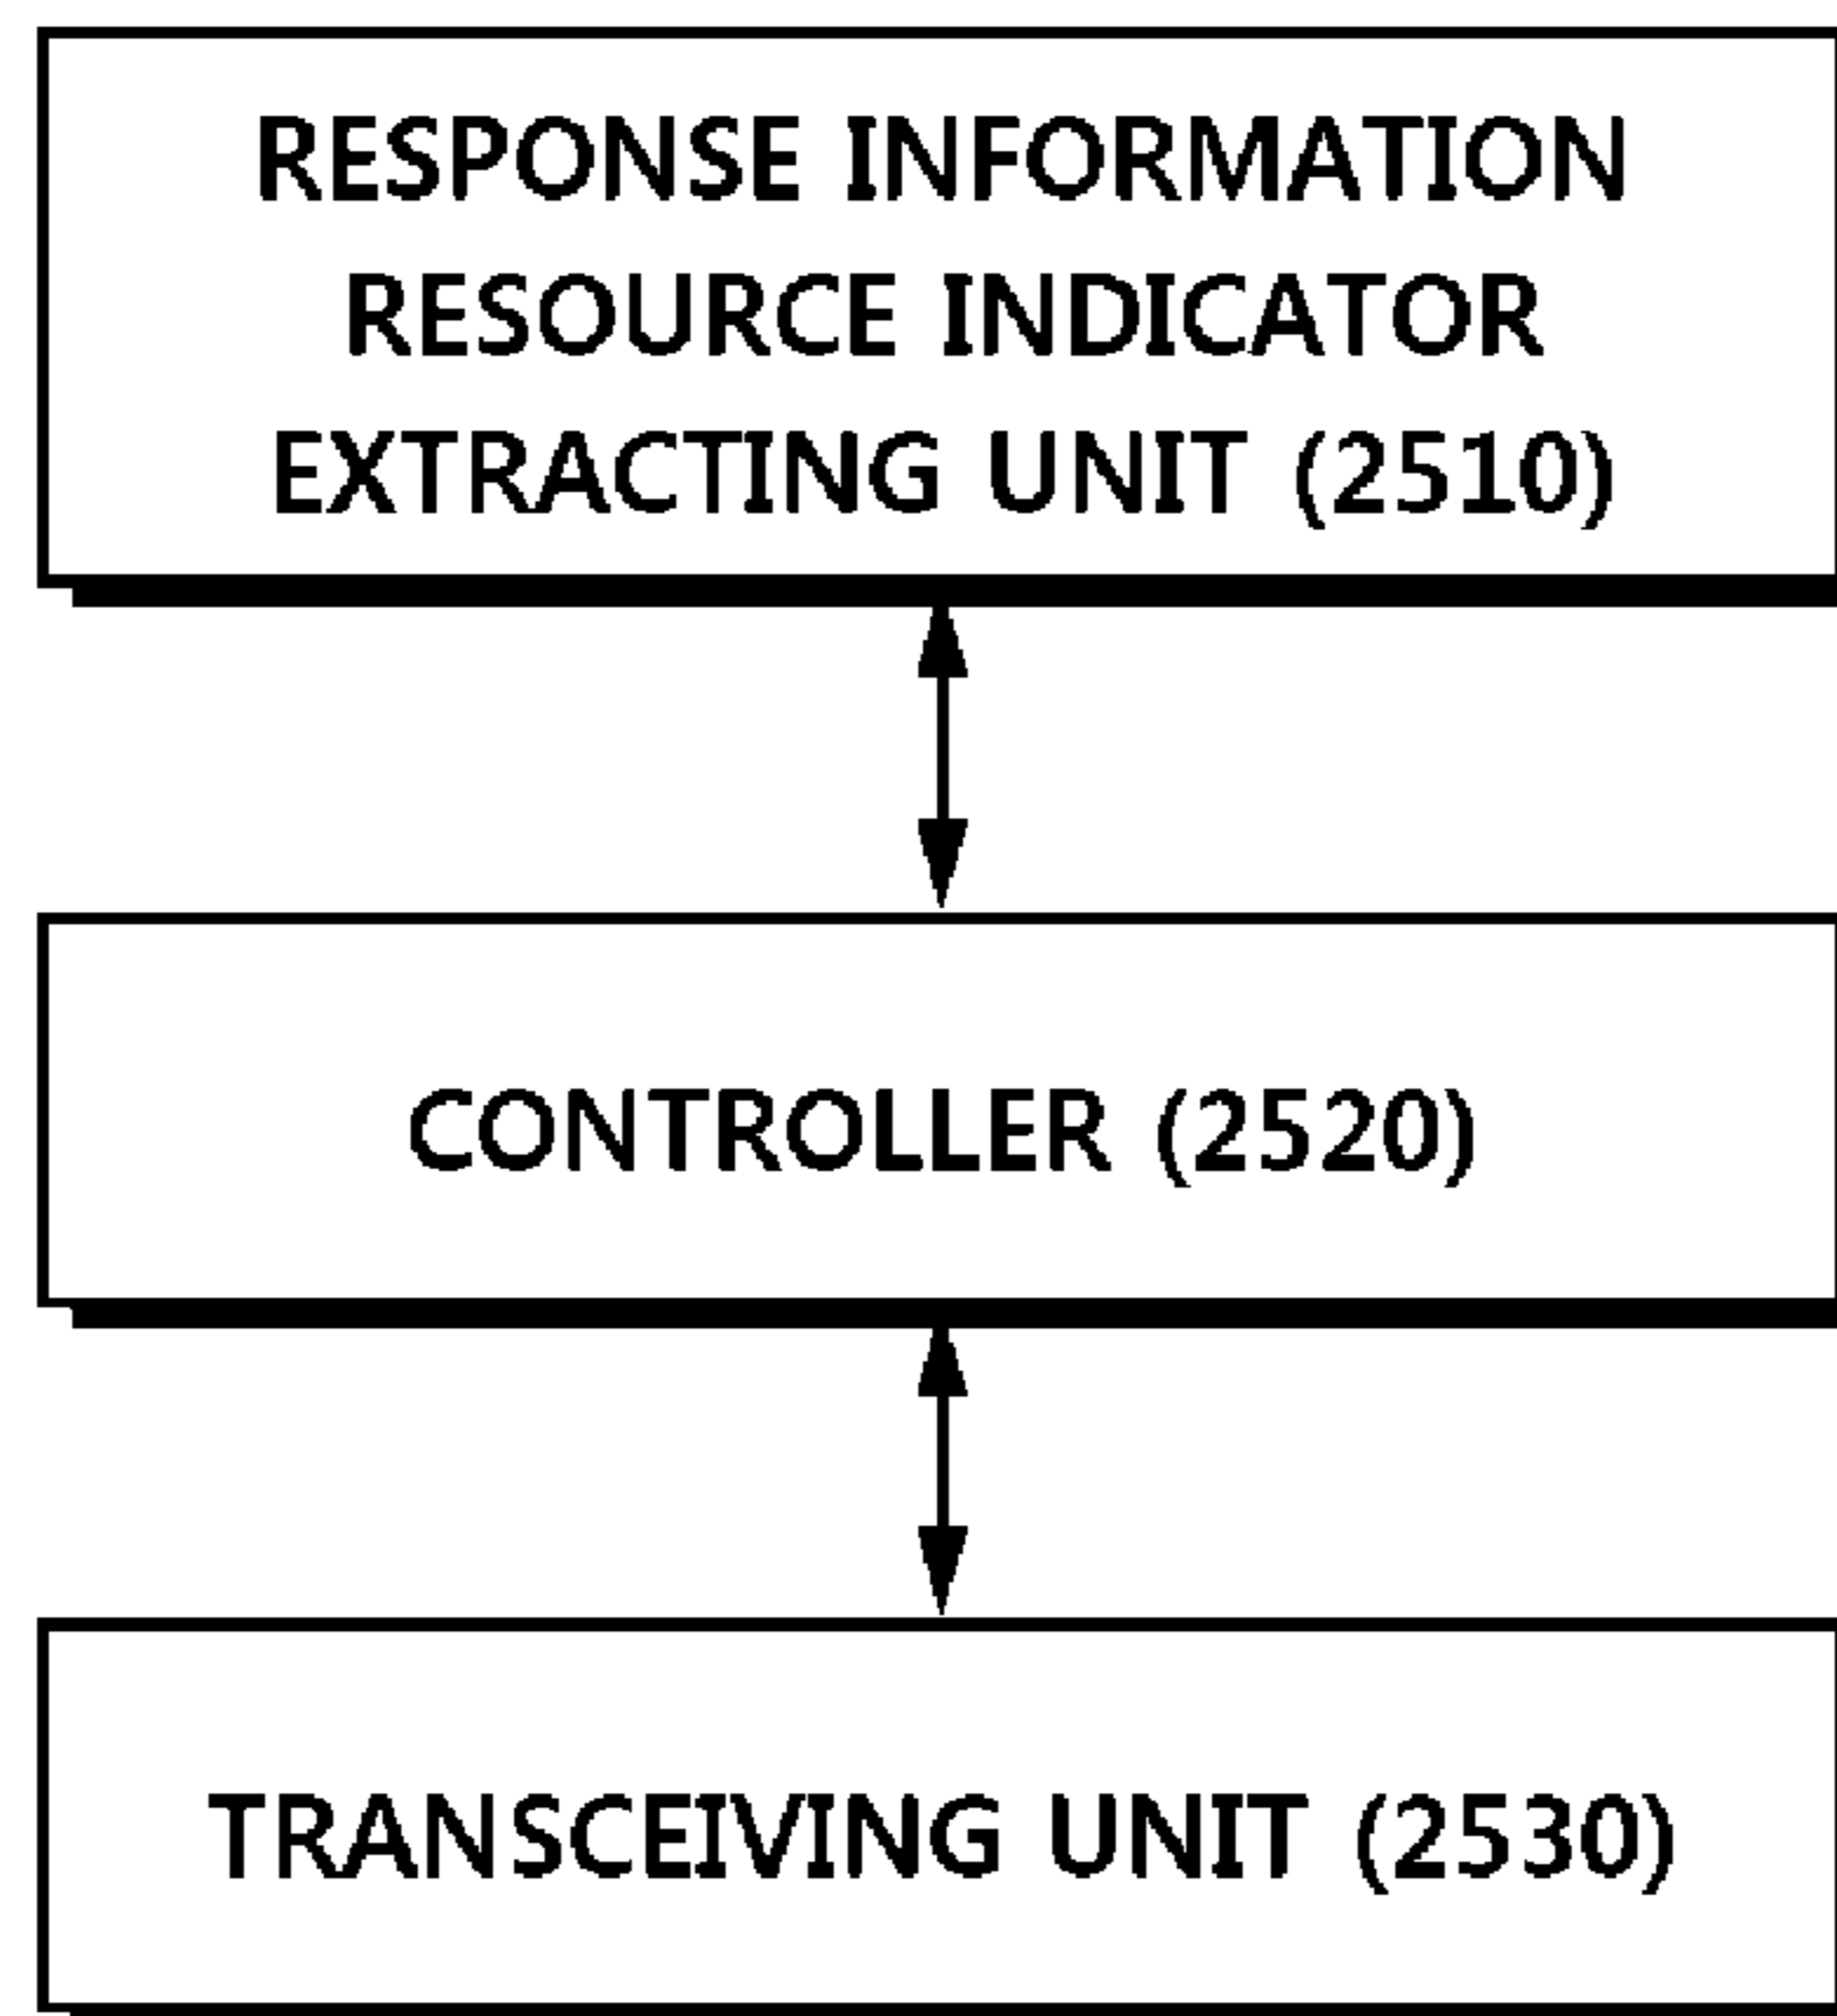 RESPONSE INFORMATION
RESOURCE INDICATOR
EXTRACTING UNIT (2510)
CONTROLLER (2520)
TRANSCEIVING UNIT (2530)